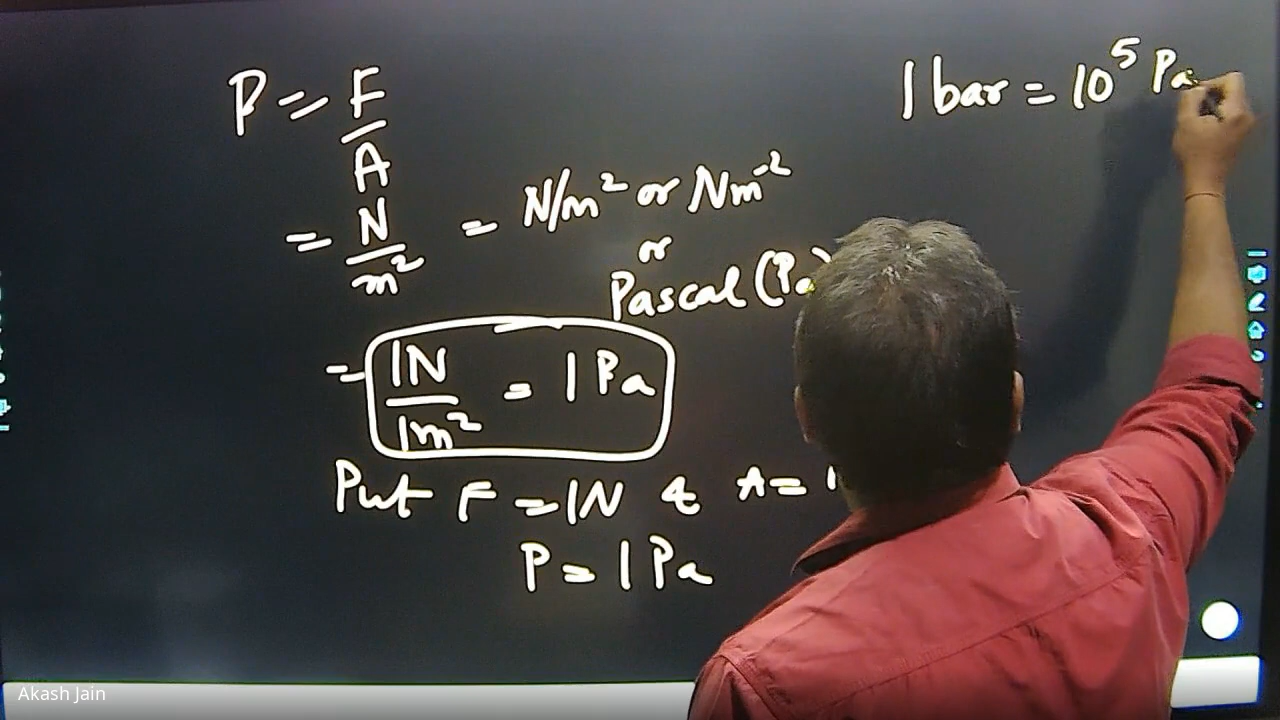 P = F/A
= N/m² = N/m² or Nm⁻²
or
Pascal (Pa)
= 1N/1m² = 1 Pa
Put F = 1N & A = 1
P = 1 Pa
1 bar = 10⁵ Pa
Akash Jain